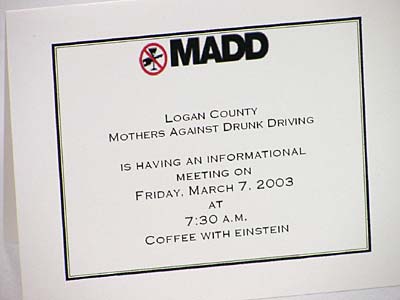 MADD
Logan County
Mothers Against Drunk Driving
is having an informational
meeting on
Friday, March 7, 2003
at
7:30 a.m.
Coffee with einstein